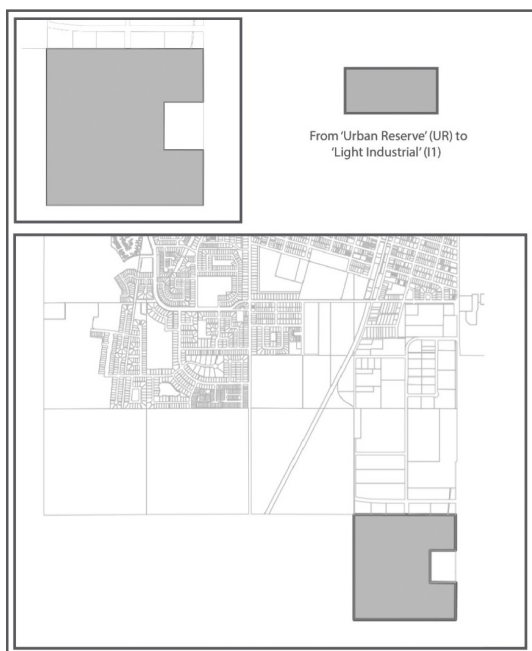 From ‘Urban Reserve’ (UR) to
‘Light Industrial’ (I1)